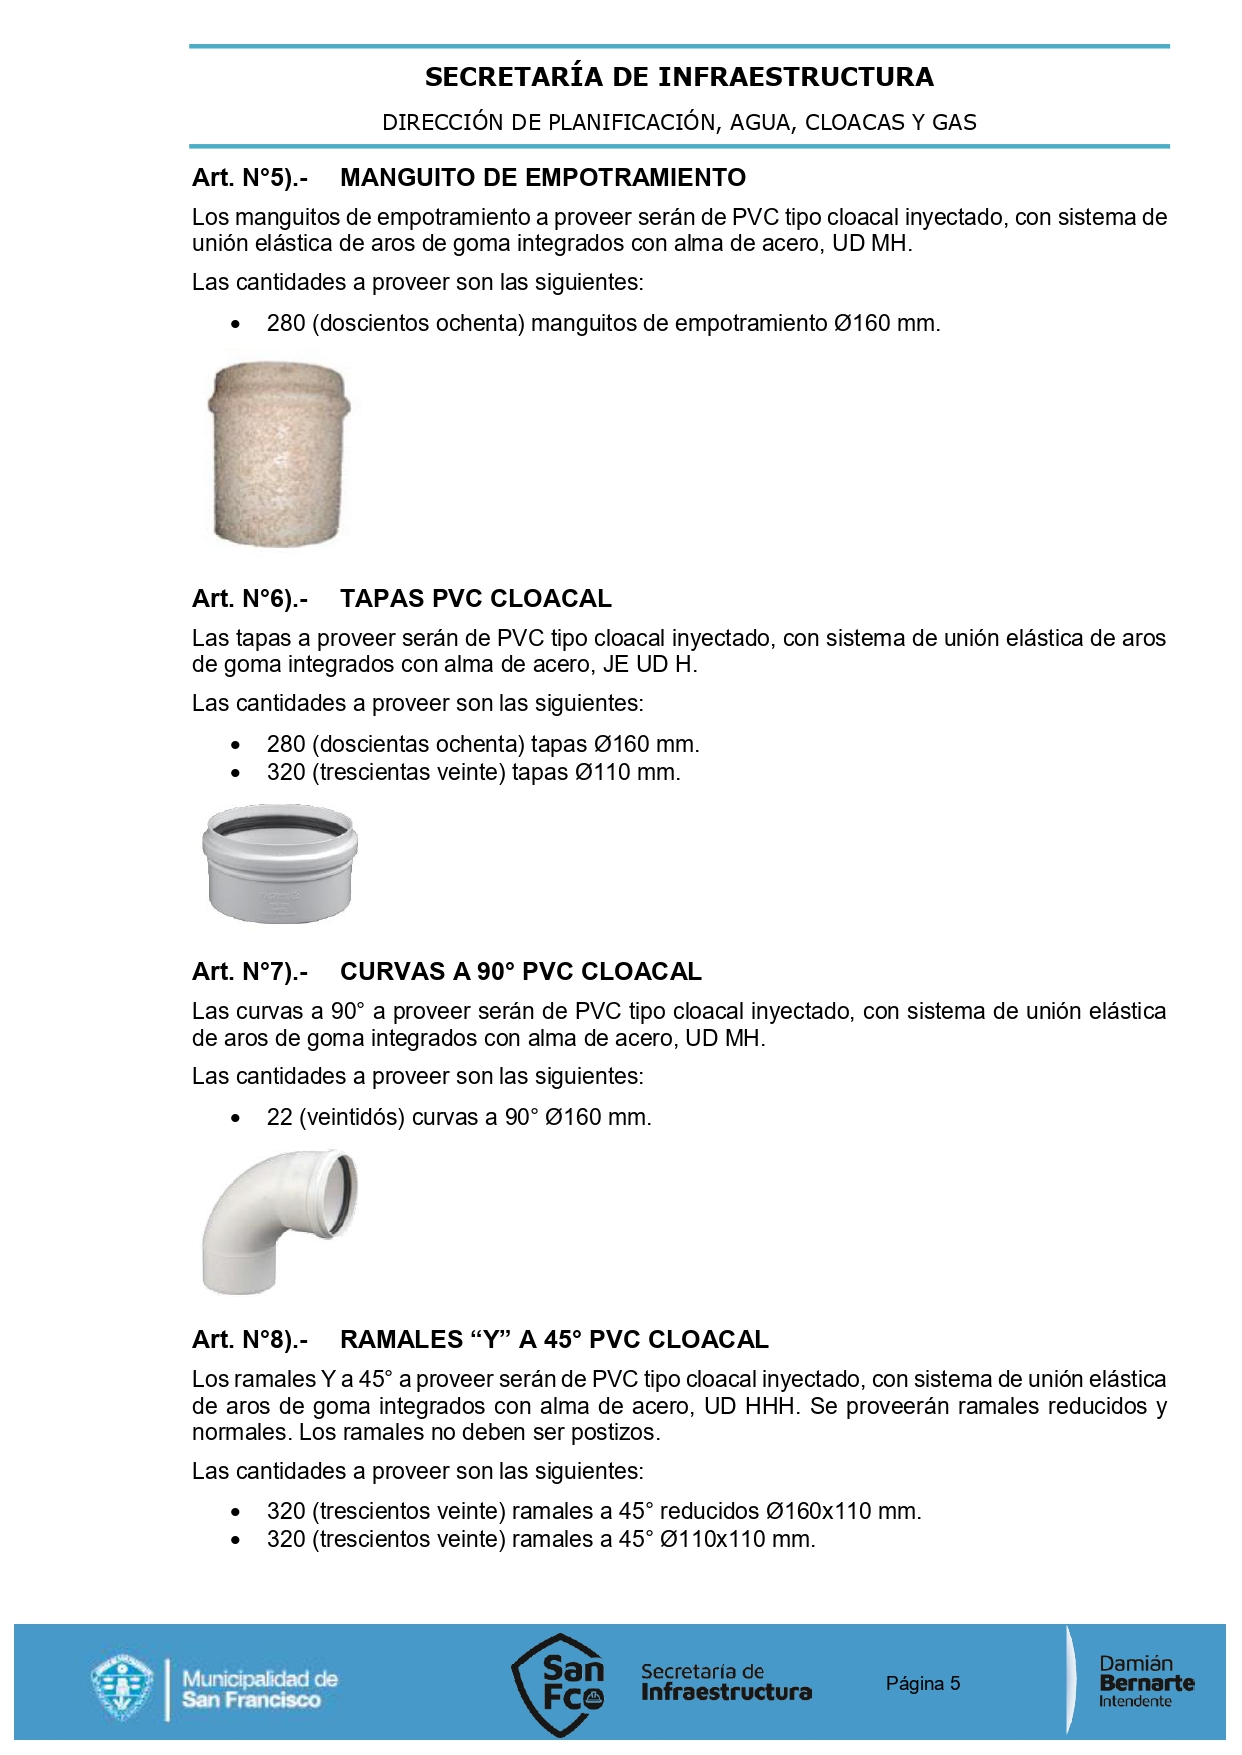 SECRETARÍA DE INFRAESTRUCTURA
DIRECCIÓN DE PLANIFICACIÓN, AGUA, CLOACAS Y GAS
Art. N°5).- MANGUITO DE EMPOTRAMIENTO
Los manguitos de empotramiento a proveer serán de PVC tipo cloacal inyectado, con sistema de
unión elástica de aros de goma integrados con alma de acero, UD MH.
Las cantidades a proveer son las siguientes:
• 280 (doscientos ochenta) manguitos de empotramiento Ø160 mm.
Art. N°6).- TAPAS PVC CLOACAL
Las tapas a proveer serán de PVC tipo cloacal inyectado, con sistema de unión elástica de aros
de goma integrados con alma de acero, JE UD H.
Las cantidades a proveer son las siguientes:
• 280 (doscientas ochenta) tapas Ø160 mm.
• 320 (trescientas veinte) tapas Ø110 mm.
Art. N°7).- CURVAS A 90° PVC CLOACAL
Las curvas a 90° a proveer serán de PVC tipo cloacal inyectado, con sistema de unión elástica
de aros de goma integrados con alma de acero, UD MH.
Las cantidades a proveer son las siguientes:
• 22 (veintidós) curvas a 90° Ø160 mm.
Art. N°8).- RAMALES “Y” A 45° PVC CLOACAL
Los ramales Y a 45° a proveer serán de PVC tipo cloacal inyectado, con sistema de unión elástica
de aros de goma integrados con alma de acero, UD HHH. Se proveerán ramales reducidos y
normales. Los ramales no deben ser postizos.
Las cantidades a proveer son las siguientes:
• 320 (trescientos veinte) ramales a 45° reducidos Ø160x110 mm.
• 320 (trescientos veinte) ramales a 45° Ø110x110 mm.
Municipalidad de
San Francisco
San
Fco
Secretaría de
Infraestructura
Página 5
Damián
Bernarte
Intendente